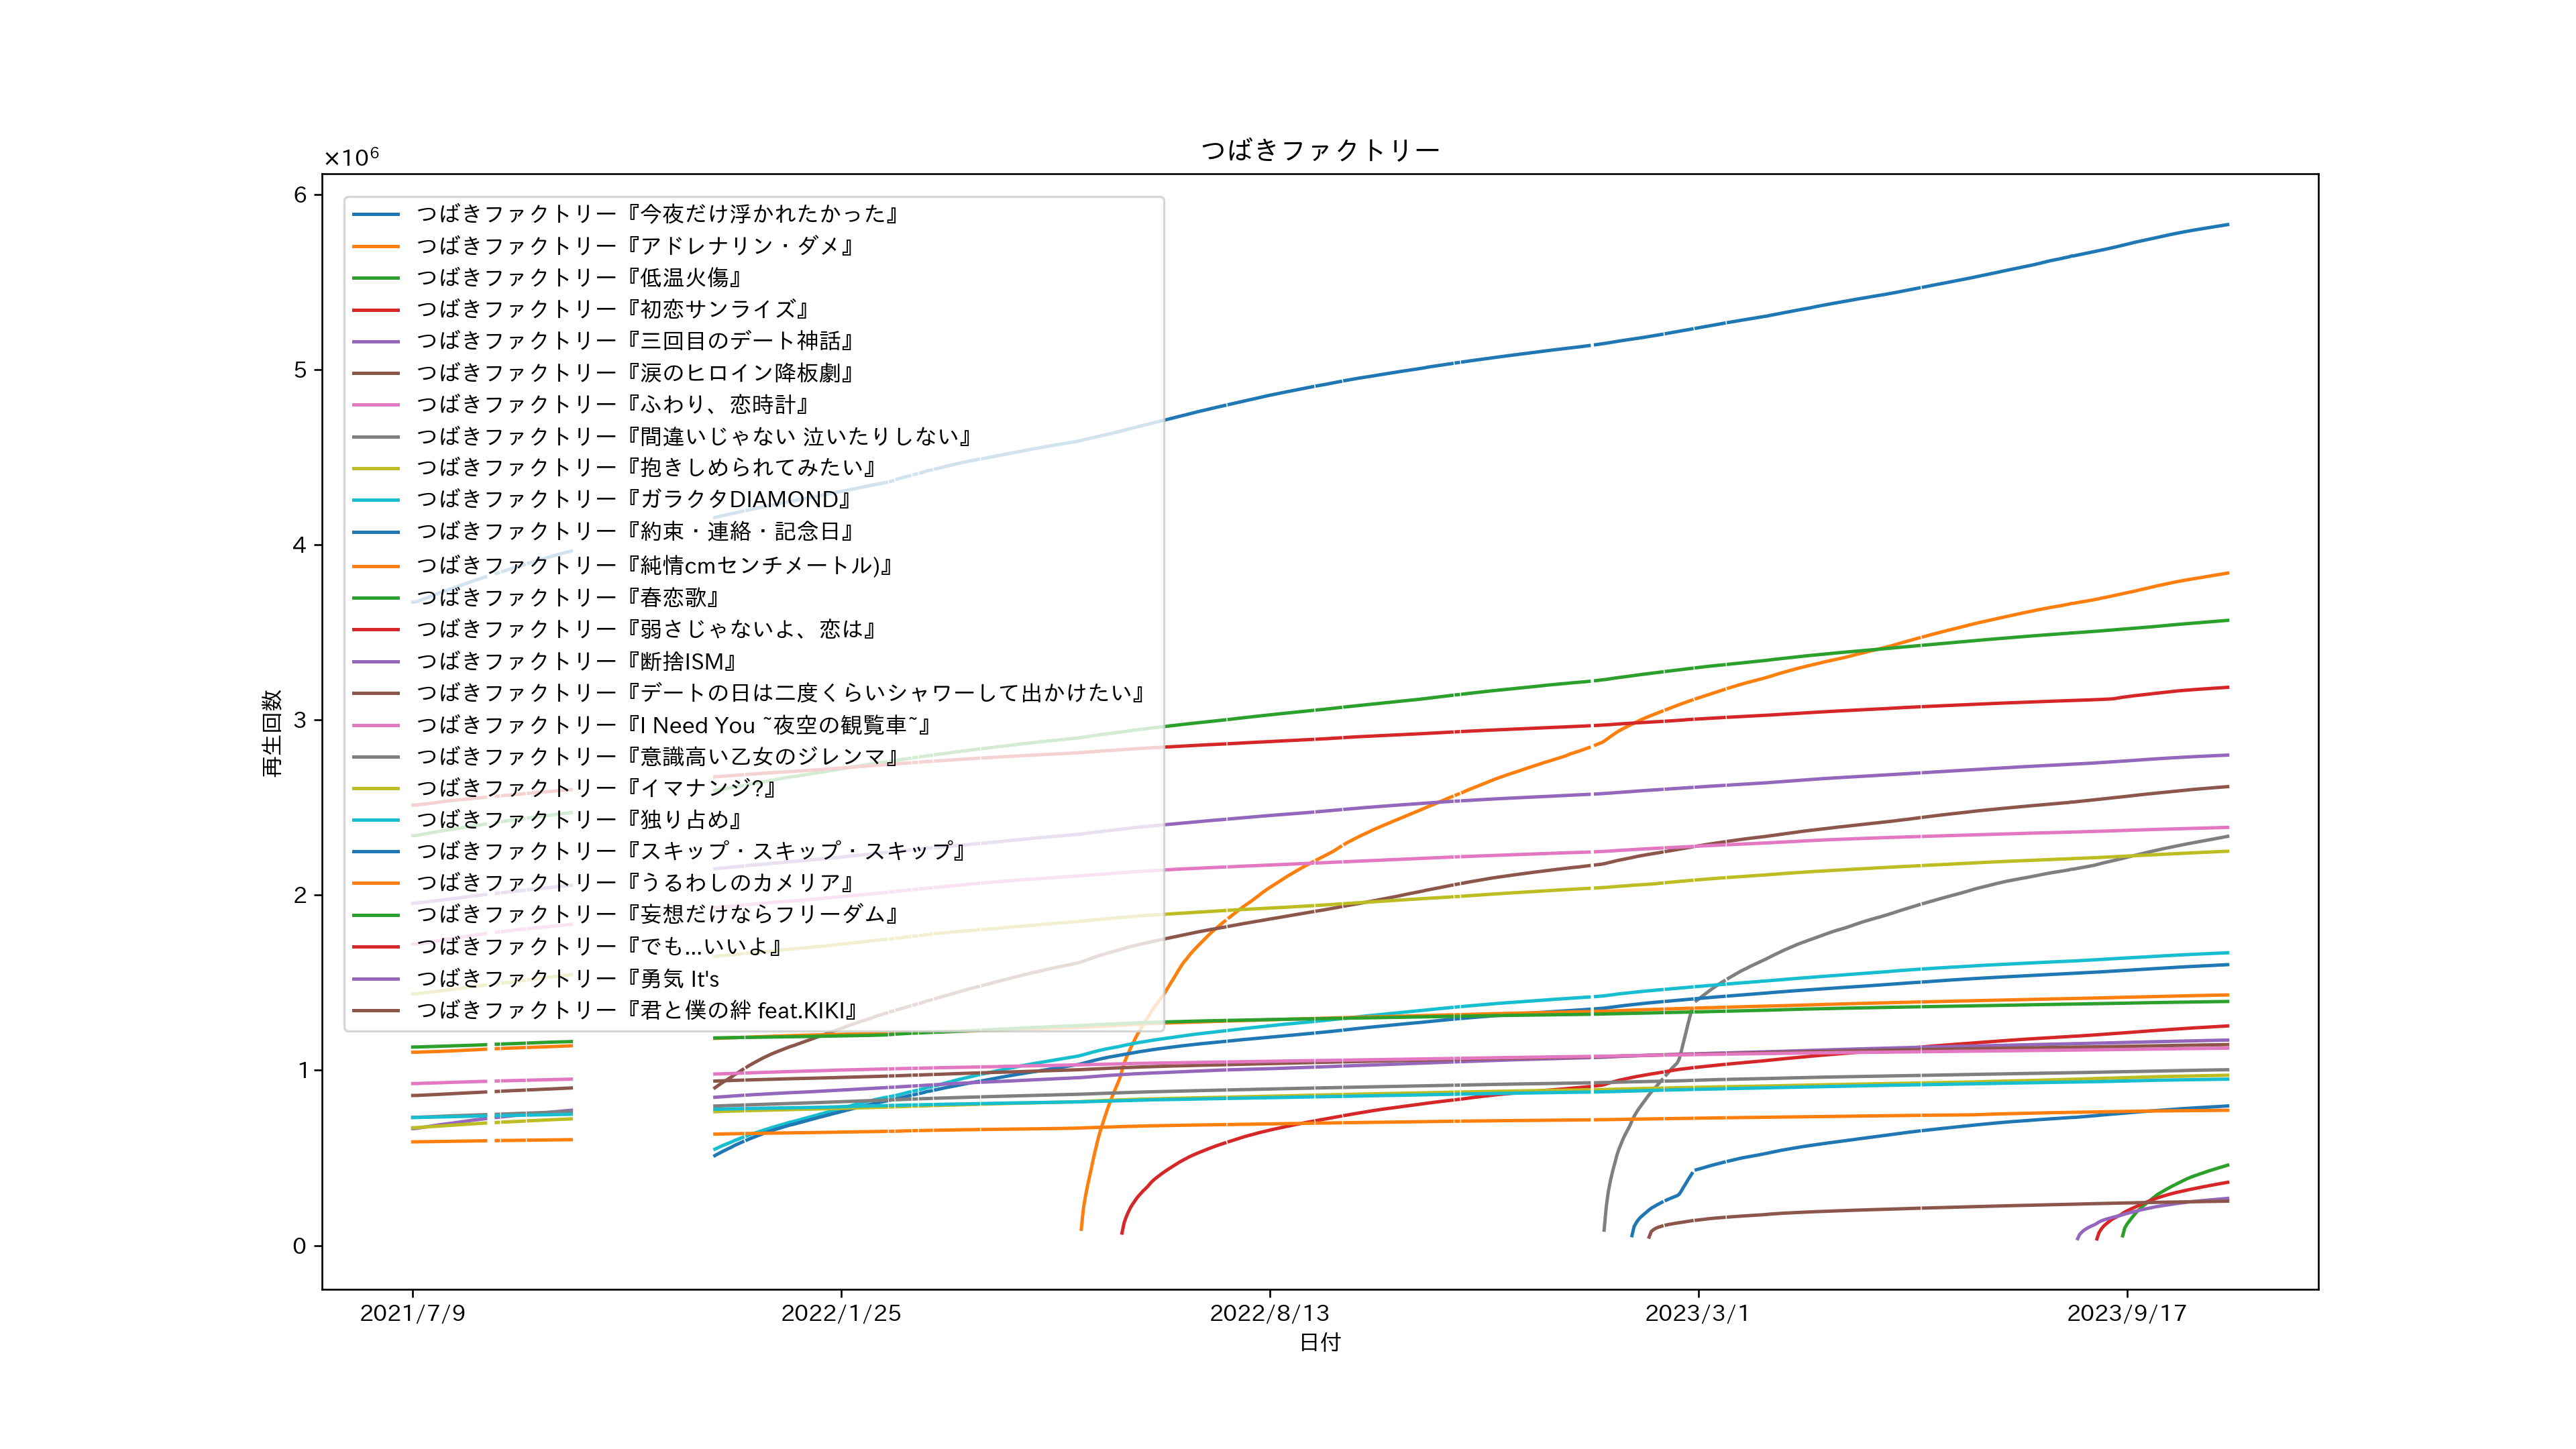 つばきファクトリー
×10⁶
6
5
4
3
2
1
0
再生回数
つばきファクトリー『今夜だけ浮かれたかった』
つばきファクトリー『アドレナリン・ダメ』
つばきファクトリー『低温火傷』
つばきファクトリー『初恋サンライズ』
つばきファクトリー『三回目のデート神話』
つばきファクトリー『涙のヒロイン降板劇』
つばきファクトリー『ふわり、恋時計』
つばきファクトリー『間違いじゃない 泣いたりしない』
つばきファクトリー『抱きしめられてみたい』
つばきファクトリー『ガラクタDIAMOND』
つばきファクトリー『約束・連絡・記念日』
つばきファクトリー『純情cmセンチメートル)』
つばきファクトリー『春恋歌』
つばきファクトリー『弱さじゃないよ、恋は』
つばきファクトリー『断捨ISM』
つばきファクトリー『デートの日は二度くらいシャワーして出かけたい』
つばきファクトリー『I Need You ~夜空の観覧車~』
つばきファクトリー『意識高い乙女のジレンマ』
つばきファクトリー『イマナンジ?』
つばきファクトリー『独り占め』
つばきファクトリー『スキップ・スキップ・スキップ』
つばきファクトリー『うるわしのカメリア』
つばきファクトリー『妄想だけならフリーダム』
つばきファクトリー『でも...いいよ』
つばきファクトリー『勇気 It's
つばきファクトリー『君と僕の絆 feat.KIKI』
2021/7/9 2022/1/25 2022/8/13 2023/3/1 2023/9/17
日付